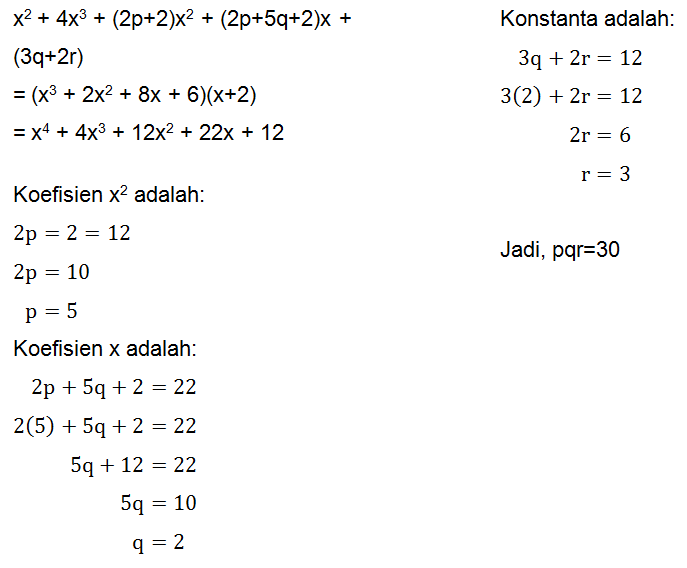 x² + 4x³ + (2p+2)x² + (2p+5q+2)x +
(3q+2r)
= (x³ + 2x² + 8x + 6)(x+2)
= x⁴ + 4x³ + 12x² + 22x + 12
Koefisien x² adalah:
2p = 2 = 12
2p = 10
p = 5
Koefisien x adalah:
2p + 5q + 2 = 22
2(5) + 5q + 2 = 22
5q + 12 = 22
5q = 10
q = 2
Konstanta adalah:
3q + 2r = 12
3(2) + 2r = 12
2r = 6
r = 3
Jadi, pqr=30